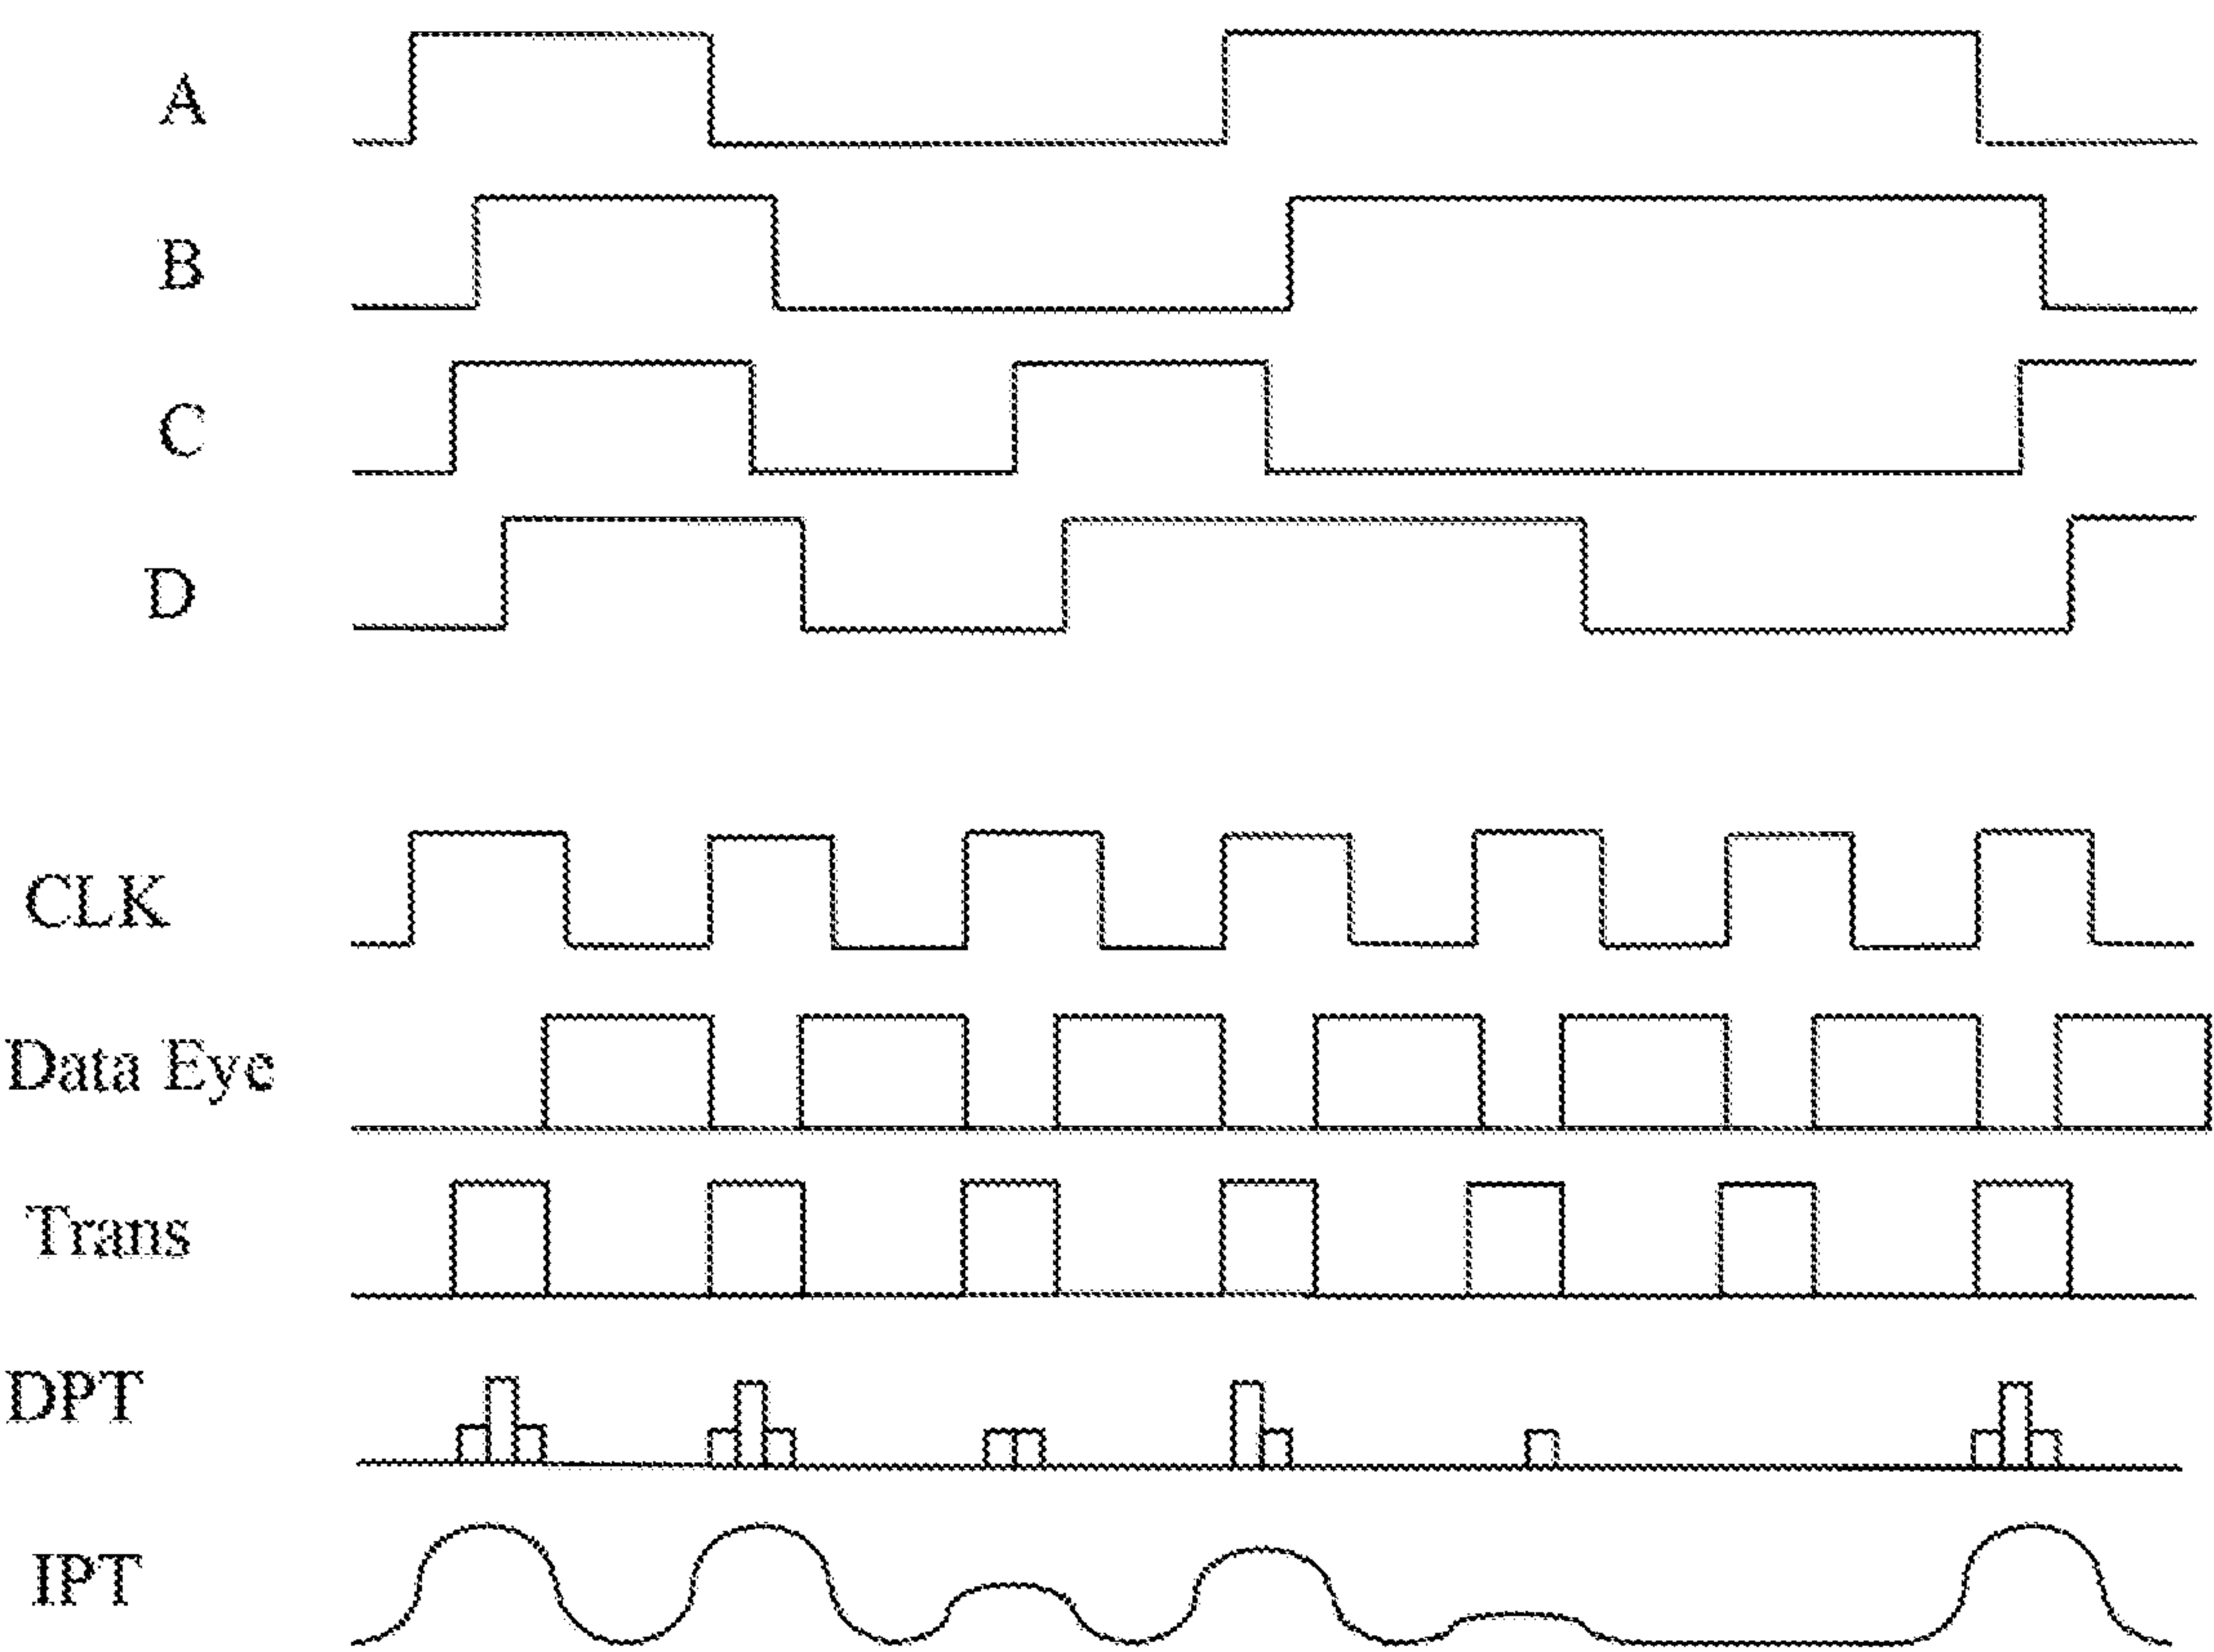 A
B
C
D
CLK
Data Eye
Trans
DPT
IPT